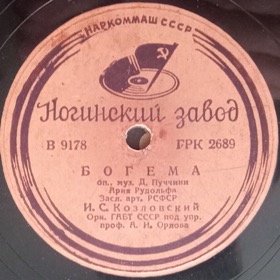 НАРКОММАШ СССР
Ногинский завод
В 9178 ГРК 2689
БОГЕМА
оп., муз. Д. Пуччини
Ария Рудольфа
Засл. арт. РСФСР
И. С. Козловский
Орк. ГАБТ СССР под упр.
проф. А. И. Орлова